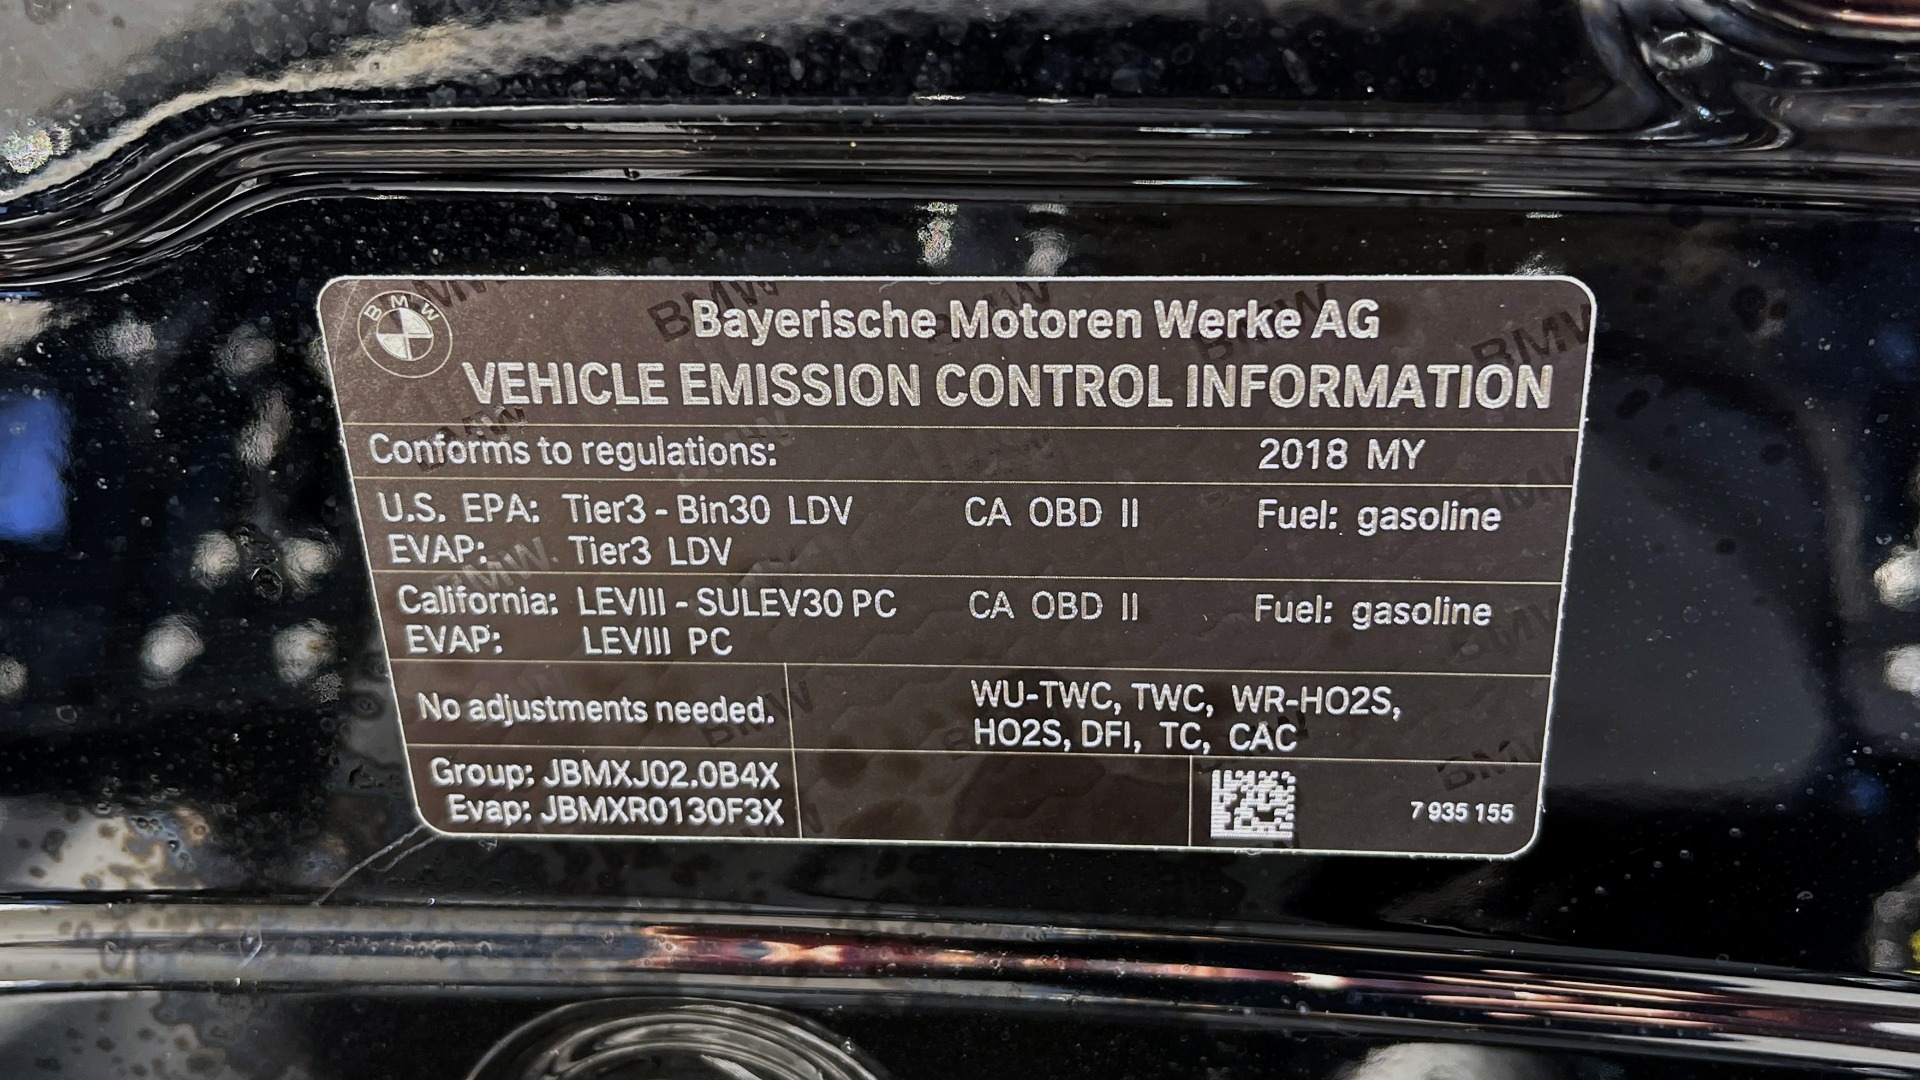 BMW
Bayerische Motoren Werke AG
VEHICLE EMISSION CONTROL INFORMATION
Conforms to regulations: 2018 MY
U.S. EPA: Tier3 - Bin30 LDV CA OBD II Fuel: gasoline
EVAP: Tier3 LDV
California: LEVIII - SULEV30 PC CA OBD II Fuel: gasoline
EVAP: LEVIII PC
No adjustments needed.
WU-TWC, TWC, WR-HO2S,
HO2S, DFI, TC, CAC
Group: JBMXJ02.0B4X
Evap: JBMXR0130F3X
7 935 155